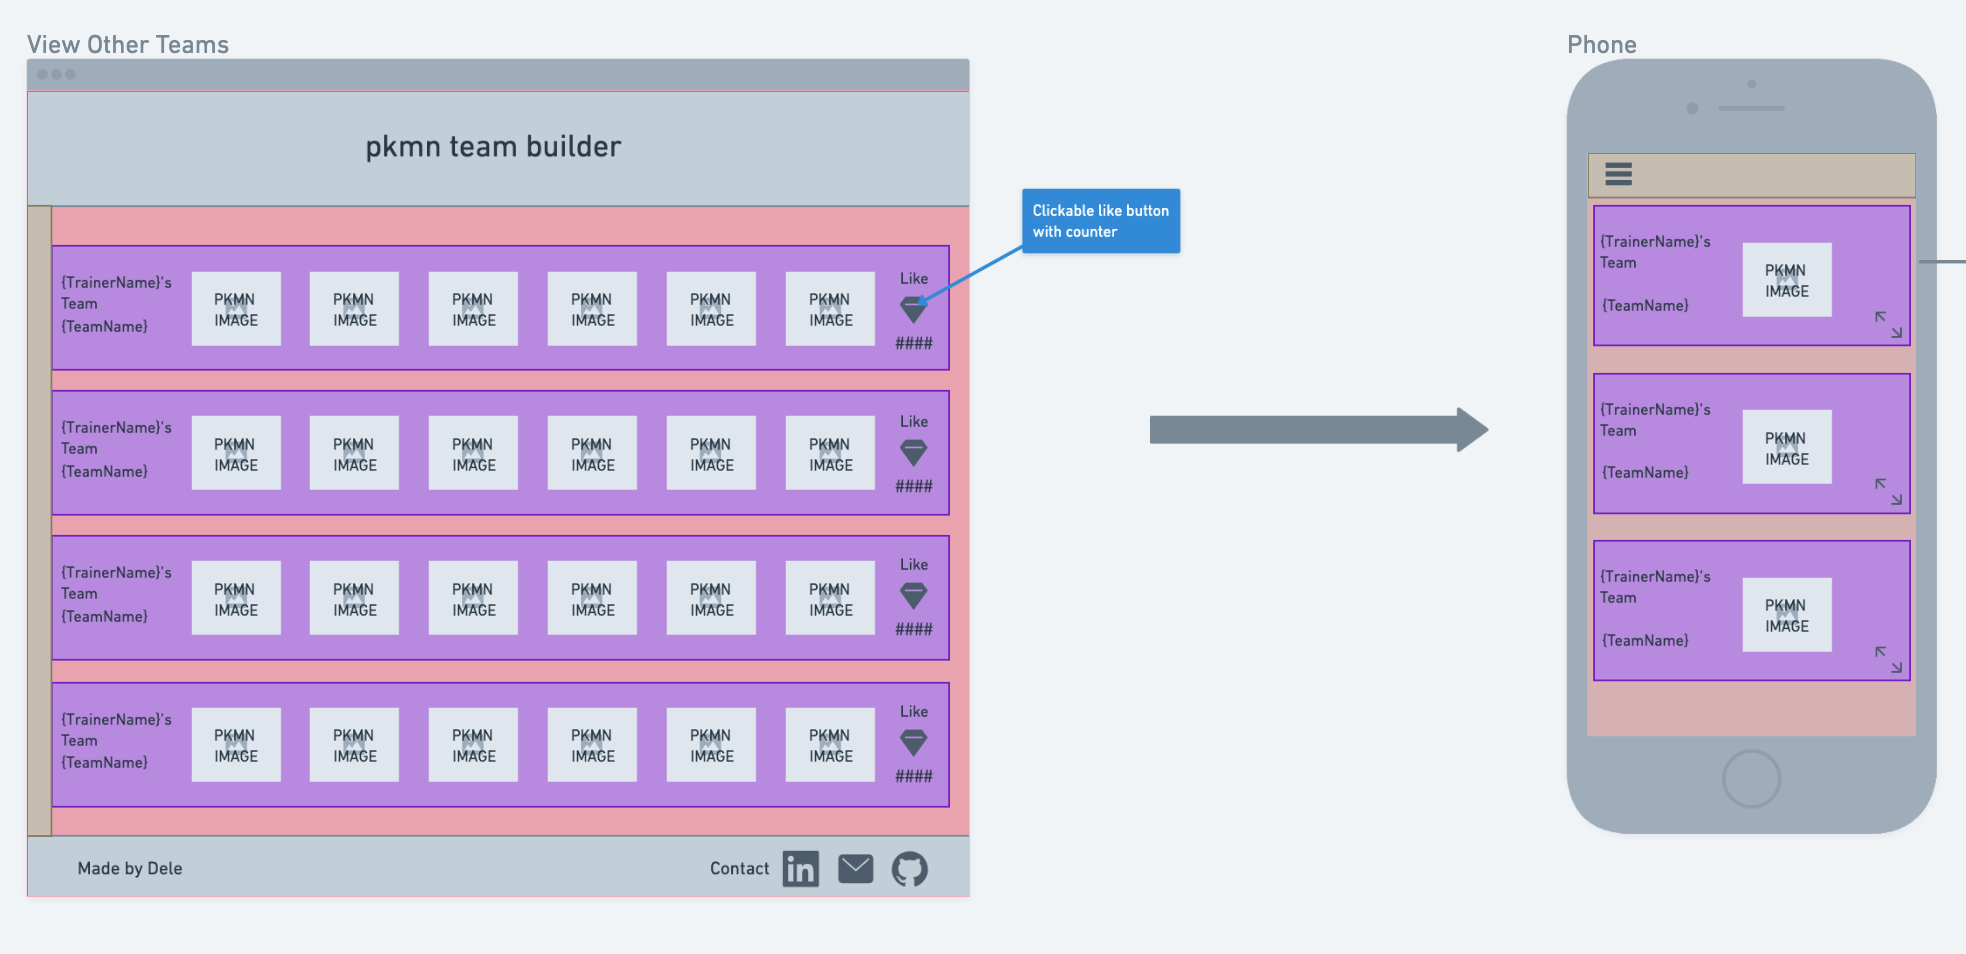 View Other Teams
pkmn team builder
Clickable like button
with counter
{TrainerName}'s
Team
{TeamName}
PKMN
IMAGE
PKMN
IMAGE
PKMN
IMAGE
PKMN
IMAGE
PKMN
IMAGE
PKMN
IMAGE
Like
####
{TrainerName}'s
Team
{TeamName}
PKMN
IMAGE
PKMN
IMAGE
PKMN
IMAGE
PKMN
IMAGE
PKMN
IMAGE
PKMN
IMAGE
Like
####
{TrainerName}'s
Team
{TeamName}
PKMN
IMAGE
PKMN
IMAGE
PKMN
IMAGE
PKMN
IMAGE
PKMN
IMAGE
PKMN
IMAGE
Like
####
{TrainerName}'s
Team
{TeamName}
PKMN
IMAGE
PKMN
IMAGE
PKMN
IMAGE
PKMN
IMAGE
PKMN
IMAGE
PKMN
IMAGE
Like
####
Made by Dele
Contact
in
Phone
{TrainerName}'s
Team
{TeamName}
PKMN
IMAGE
{TrainerName}'s
Team
{TeamName}
PKMN
IMAGE
{TrainerName}'s
Team
{TeamName}
PKMN
IMAGE